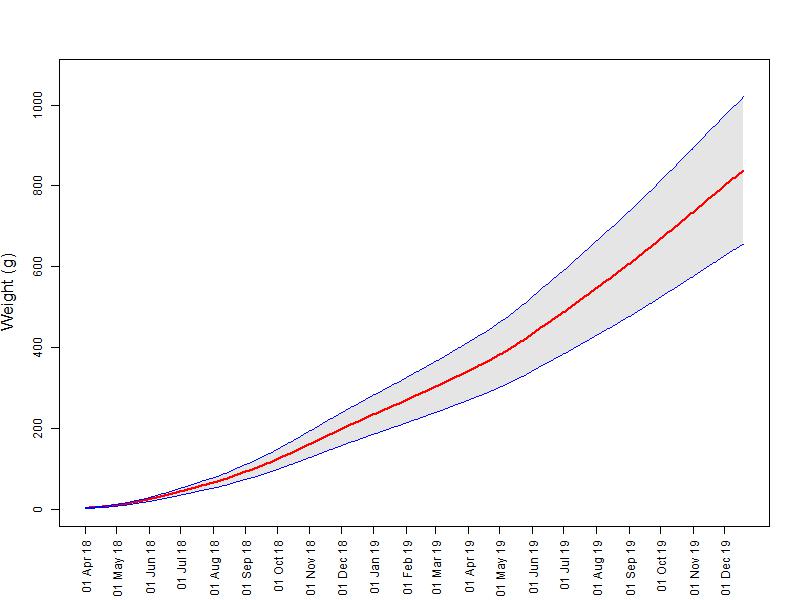 Weight (g)
1000
800
600
400
200
0
01 Apr 18
01 May 18
01 Jun 18
01 Jul 18
01 Aug 18
01 Sep 18
01 Oct 18
01 Nov 18
01 Dec 18
01 Jan 19
01 Feb 19
01 Mar 19
01 Apr 19
01 May 19
01 Jun 19
01 Jul 19
01 Aug 19
01 Sep 19
01 Oct 19
01 Nov 19
01 Dec 19